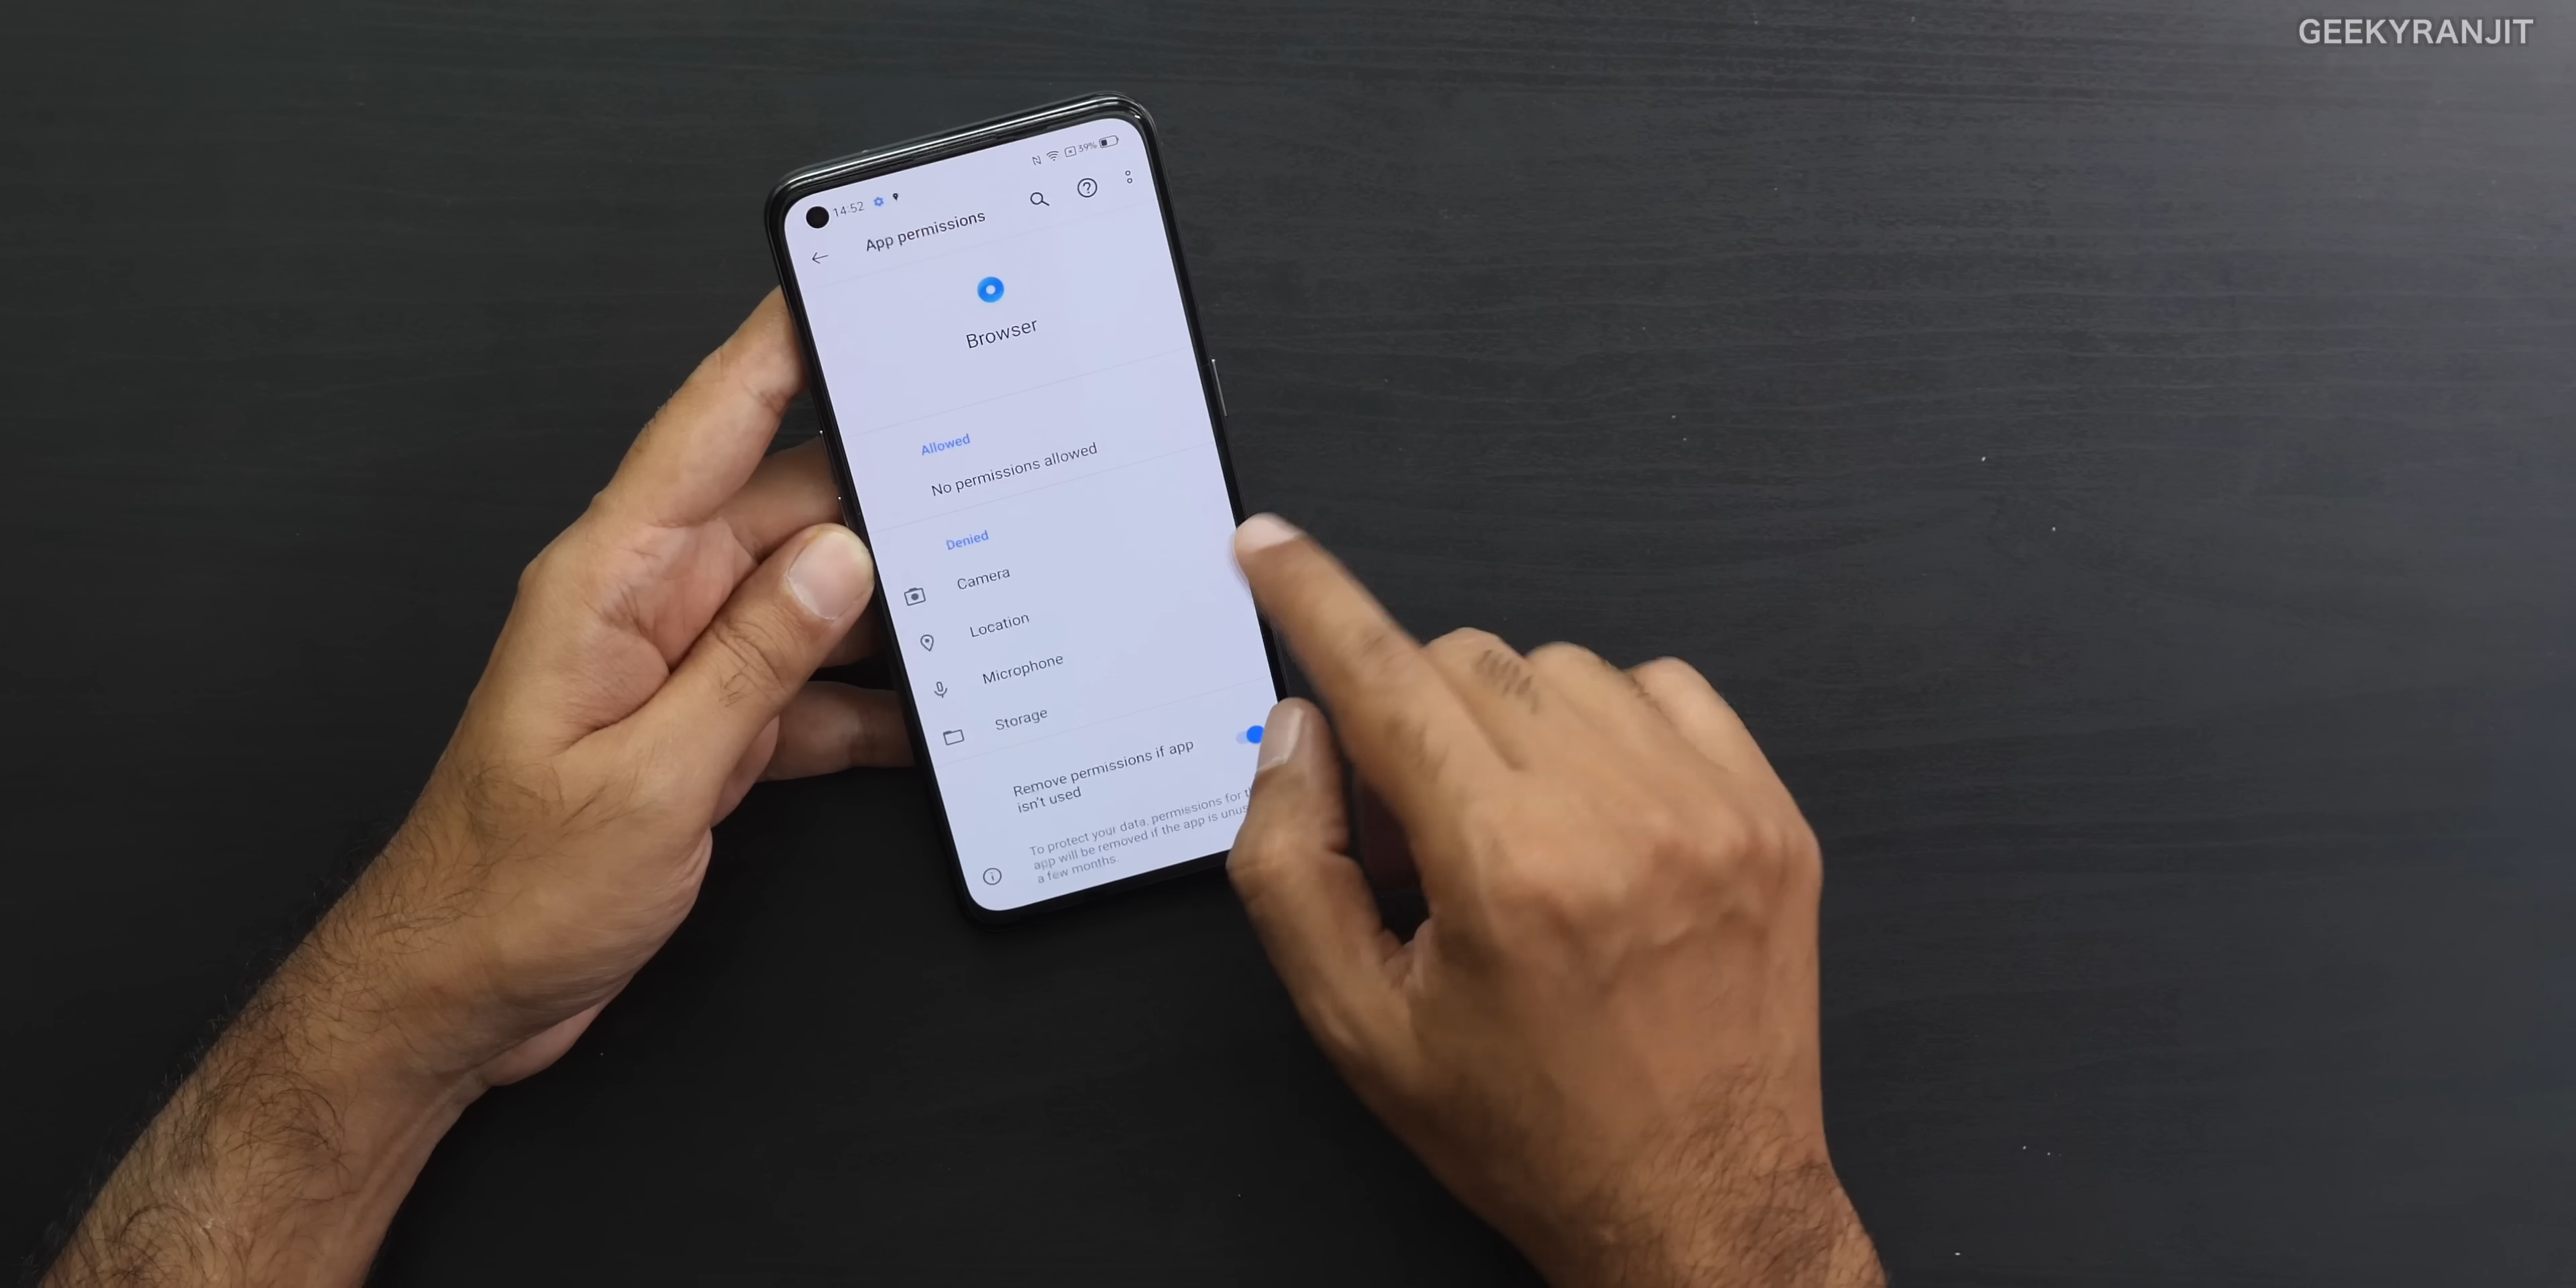 GEEKYRANJIT
14:52
39%
App permissions
Browser
Allowed
No permissions allowed
Denied
Camera
Location
Microphone
Storage
Remove permissions if app
isn't used
To protect your data, permissions for
app will be removed if the app is
a few months.